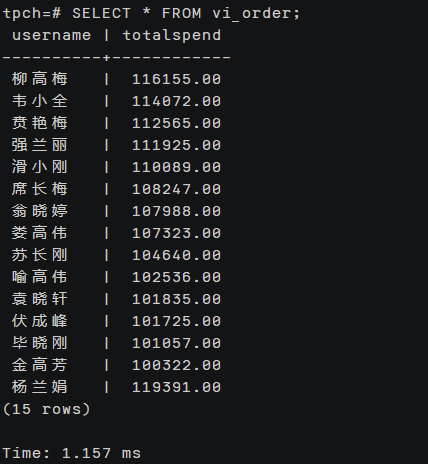 tpch=# SELECT * FROM vi_order;
 username | totalspend
----------+------------
 柳高梅   |  116155.00
 韦小全   |  114072.00
 贲艳梅   |  112565.00
 强兰丽   |  111925.00
 滑小刚   |  110089.00
 席长梅   |  108247.00
 翁晓婷   |  107988.00
 娄高伟   |  107323.00
 苏长刚   |  104640.00
 喻高伟   |  102536.00
 袁晓轩   |  101835.00
 伏成峰   |  101725.00
 毕晓刚   |  101057.00
 金高芳   |  100322.00
 杨兰娟   |  119391.00
(15 rows)

Time: 1.157 ms